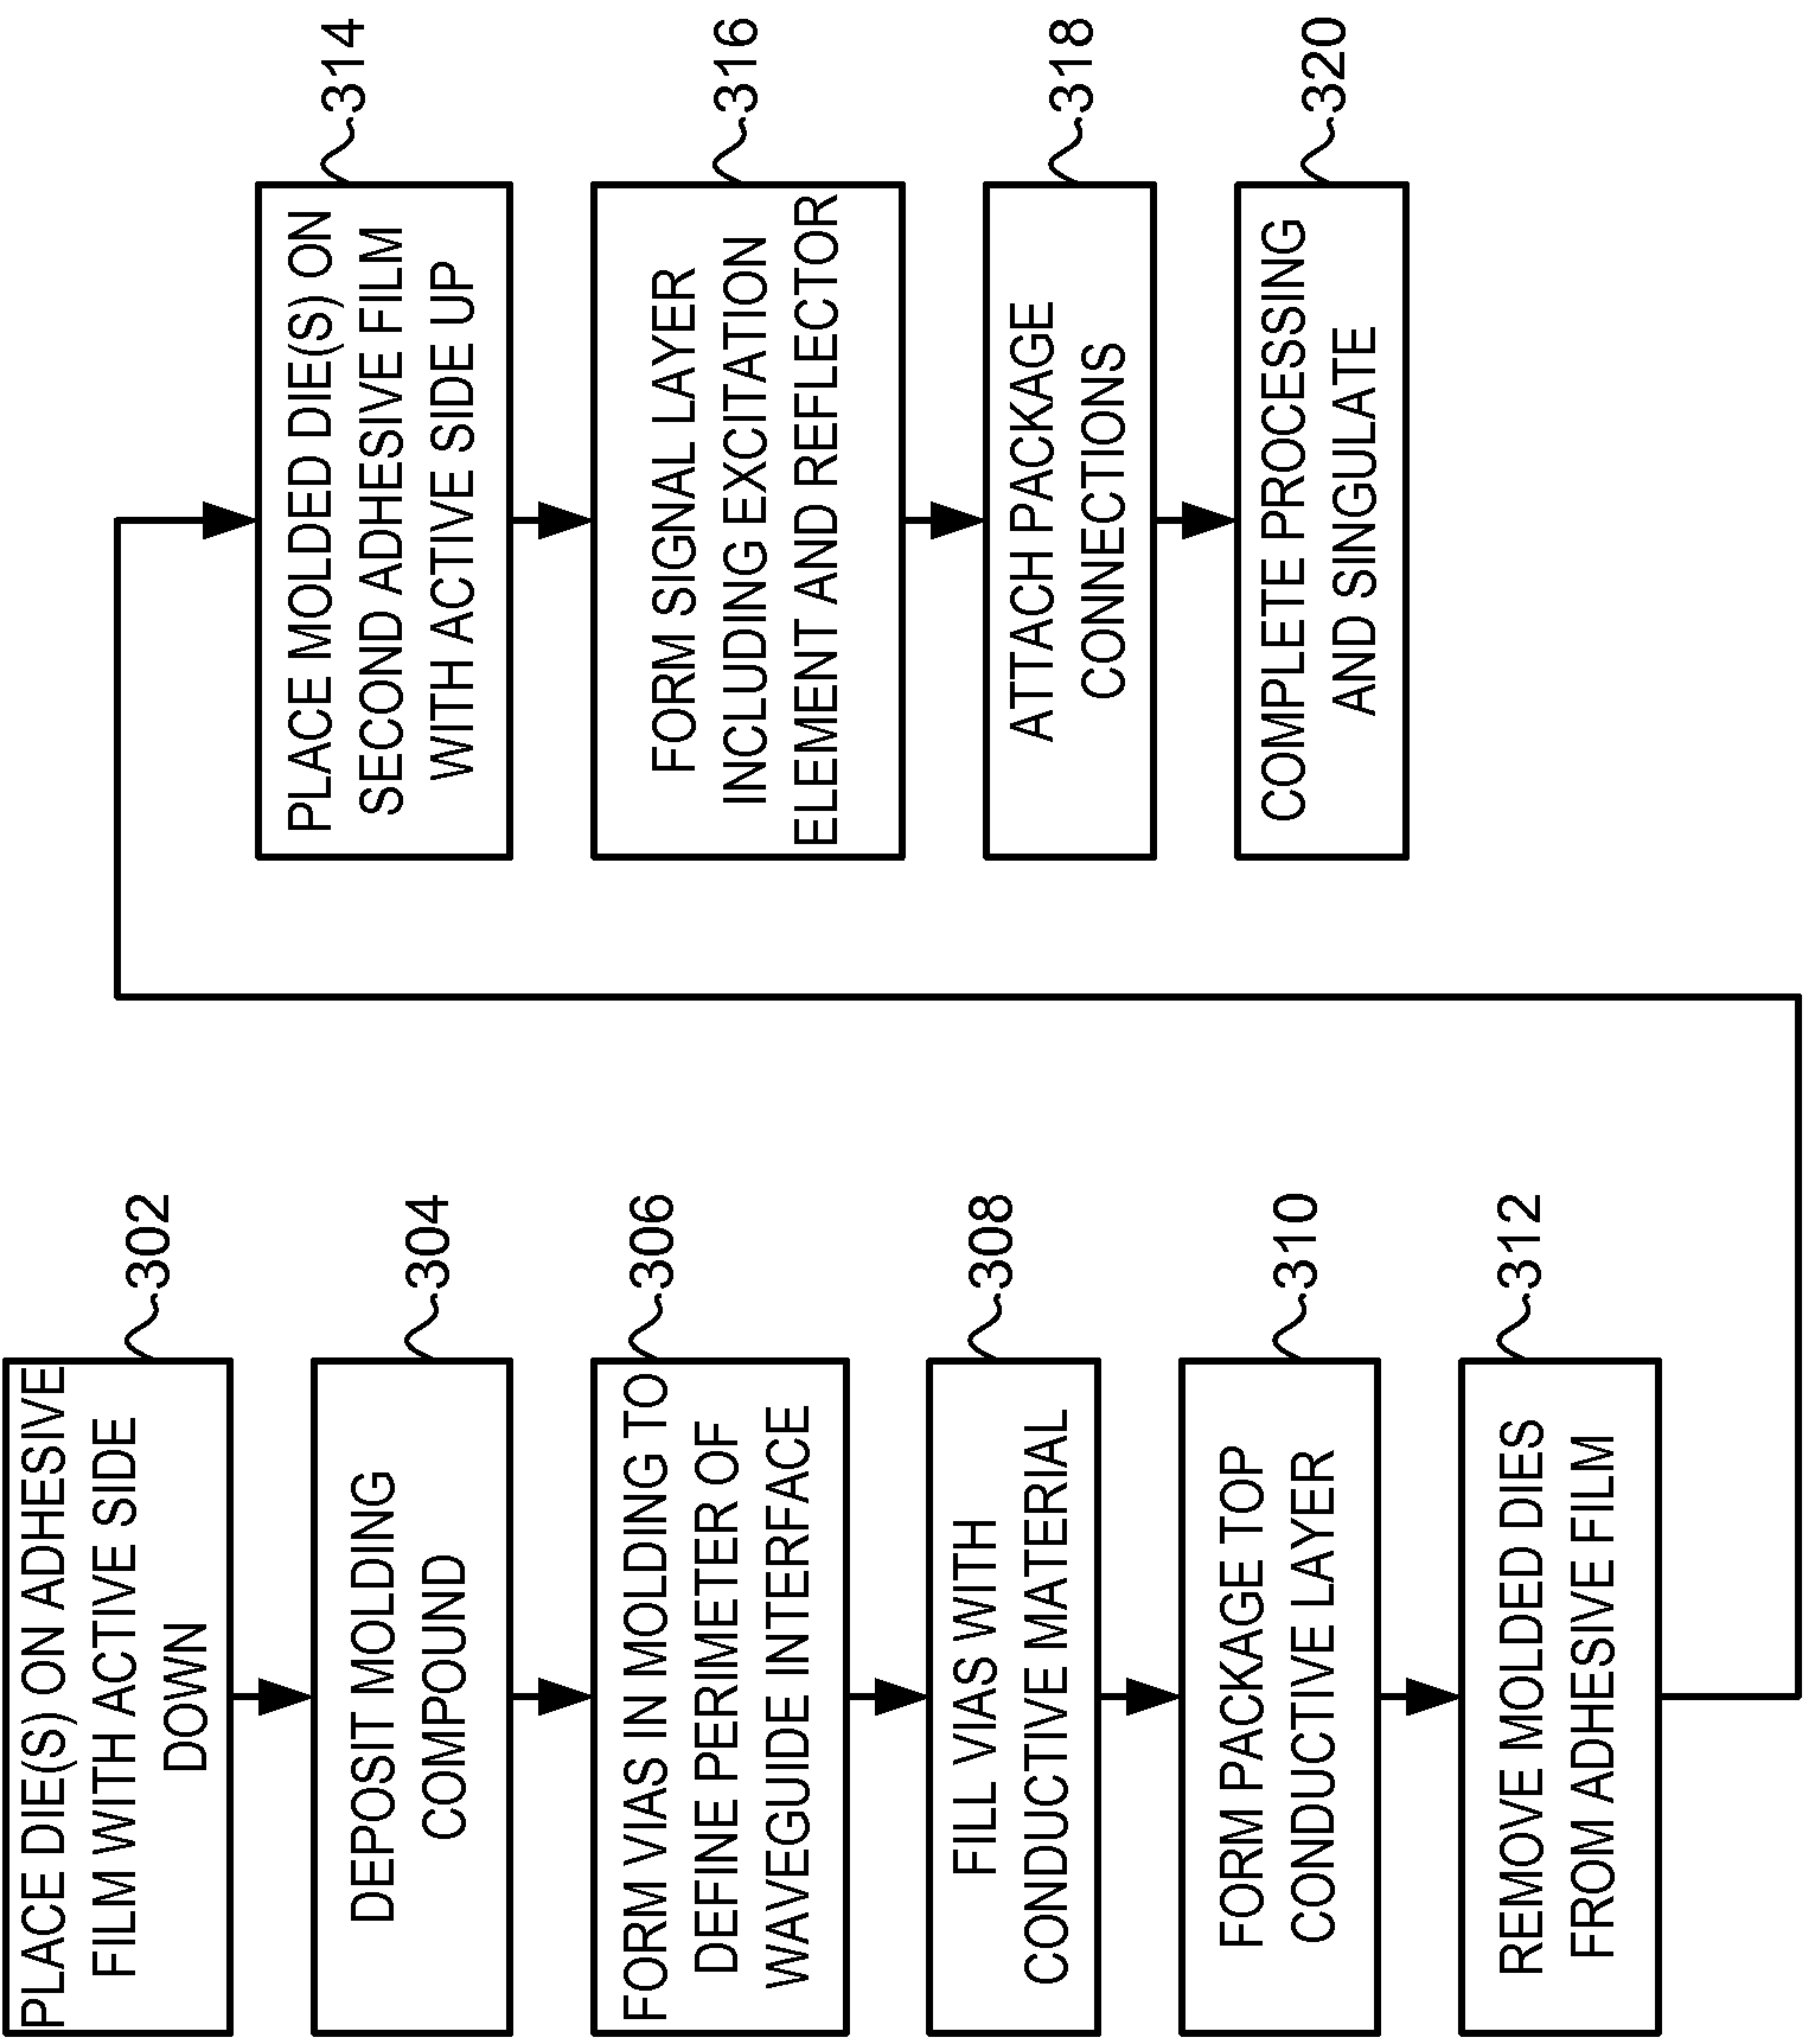 PLACE DIE(S) ON ADHESIVE
FILM WITH ACTIVE SIDE
DOWN
302
DEPOSIT MOLDING
COMPOUND
304
FORM VIAS IN MOLDING TO
DEFINE PERIMETER OF
WAVEGUIDE INTERFACE
306
FILL VIAS WITH
CONDUCTIVE MATERIAL
308
FORM PACKAGE TOP
CONDUCTIVE LAYER
310
REMOVE MOLDED DIES
FROM ADHESIVE FILM
312
PLACE MOLDED DIE(S) ON
SECOND ADHESIVE FILM
WITH ACTIVE SIDE UP
314
FORM SIGNAL LAYER
INCLUDING EXCITATION
ELEMENT AND REFLECTOR
316
ATTACH PACKAGE
CONNECTIONS
318
COMPLETE PROCESSING
AND SINGULATE
320